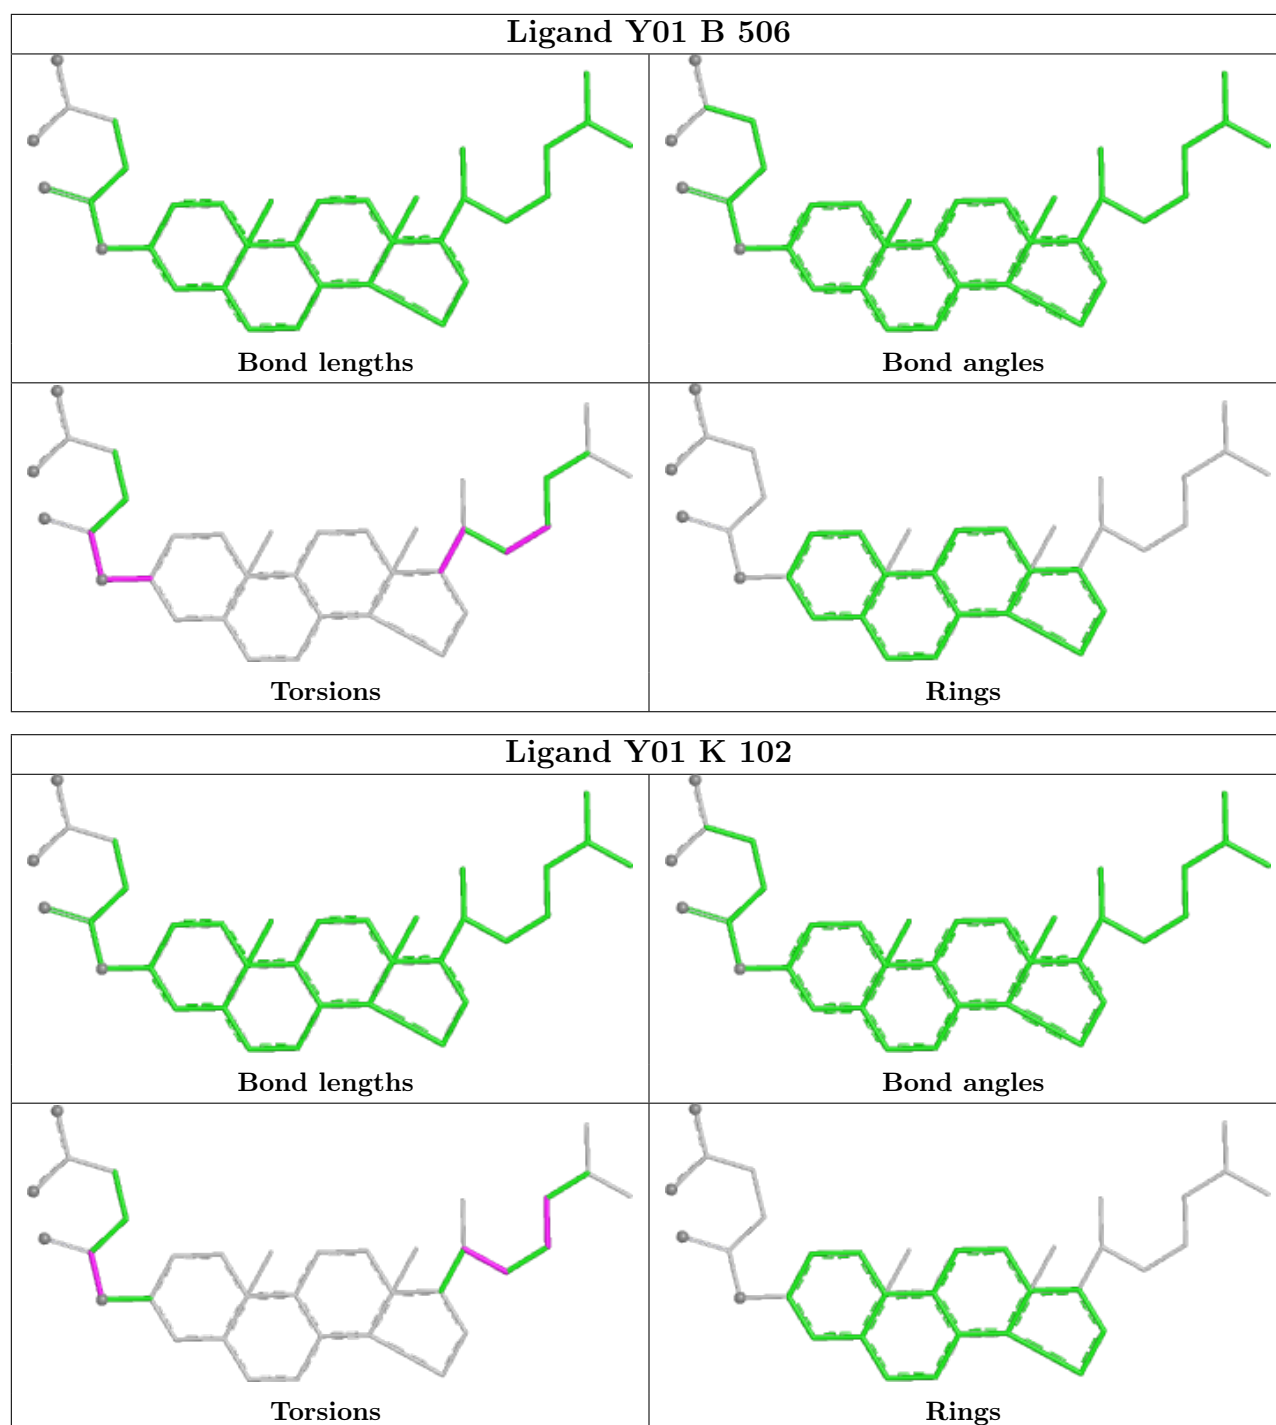 Ligand Y01 B 506
Bond lengths
Bond angles
Torsions
Rings
Ligand Y01 K 102
Bond lengths
Bond angles
Torsions
Rings